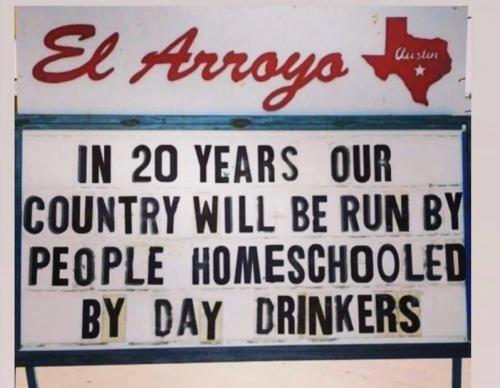 El Arroyo
Austin
IN 20 YEARS OUR
COUNTRY WILL BE RUN BY
PEOPLE HOMESCHOOLED
BY DAY DRINKERS